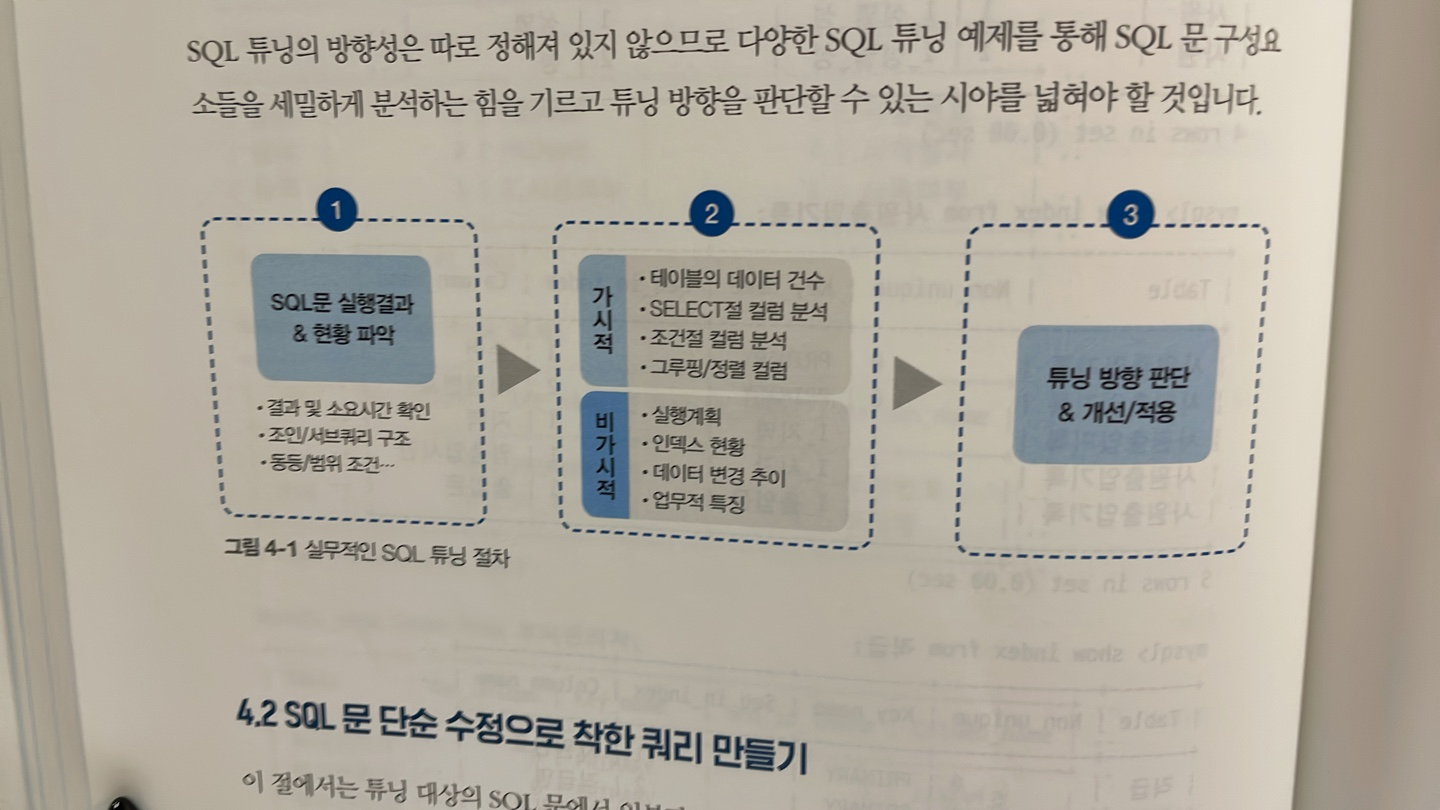 SQL 튜닝의 방향성은 따로 정해져 있지 않으므로 다양한 SQL 튜닝 예제를 통해 SQL 문 구성요
소들을 세밀하게 분석하는 힘을 기르고 튜닝 방향을 판단할 수 있는 시야를 넓혀야 할 것입니다.
1
SQL문 실행결과
& 현황 파악
• 결과 및 소요시간 확인
• 조인/서브쿼리 구조
• 동등/범위 조건…
2
가시적
• 테이블의 데이터 건수
• SELECT절 컬럼 분석
• 조건절 컬럼 분석
• 그루핑/정렬 컬럼
비가시적
• 실행계획
• 인덱스 현황
• 데이터 변경 추이
• 업무적 특징
3
튜닝 방향 판단
& 개선/적용
그림 4-1 실무적인 SQL 튜닝 절차
4.2 SQL 문 단순 수정으로 착한 쿼리 만들기
이 절에서는 튜닝 대상의 SQL 문에서